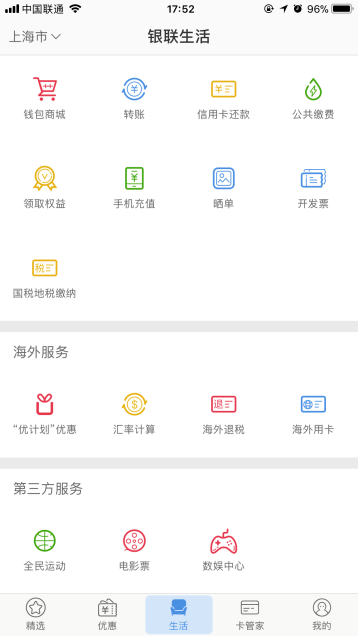 中国联通 17:52 96%
上海市 银联生活
钱包商城 转账 信用卡还款 公共缴费
领取权益 手机充值 晒单 开发票
税
国税地税缴纳
海外服务
退
“优计划”优惠 汇率计算 海外退税 海外用卡
第三方服务
全民运动 电影票 数娱中心
精选 优惠 生活 卡管家 我的